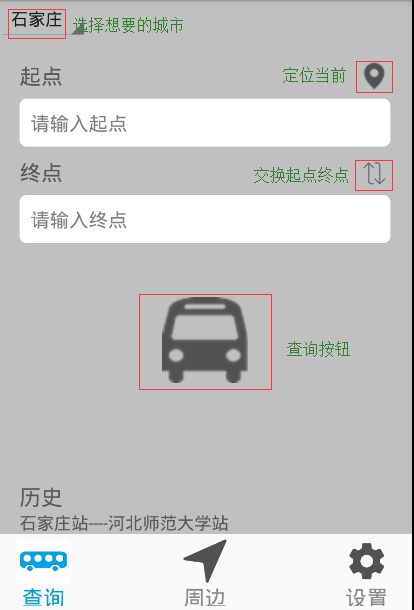 石家庄 选择想要的城市
起点 定位当前
请输入起点
终点 交换起点终点
请输入终点
查询按钮
历史
石家庄站----河北师范大学站
查询 周边 设置